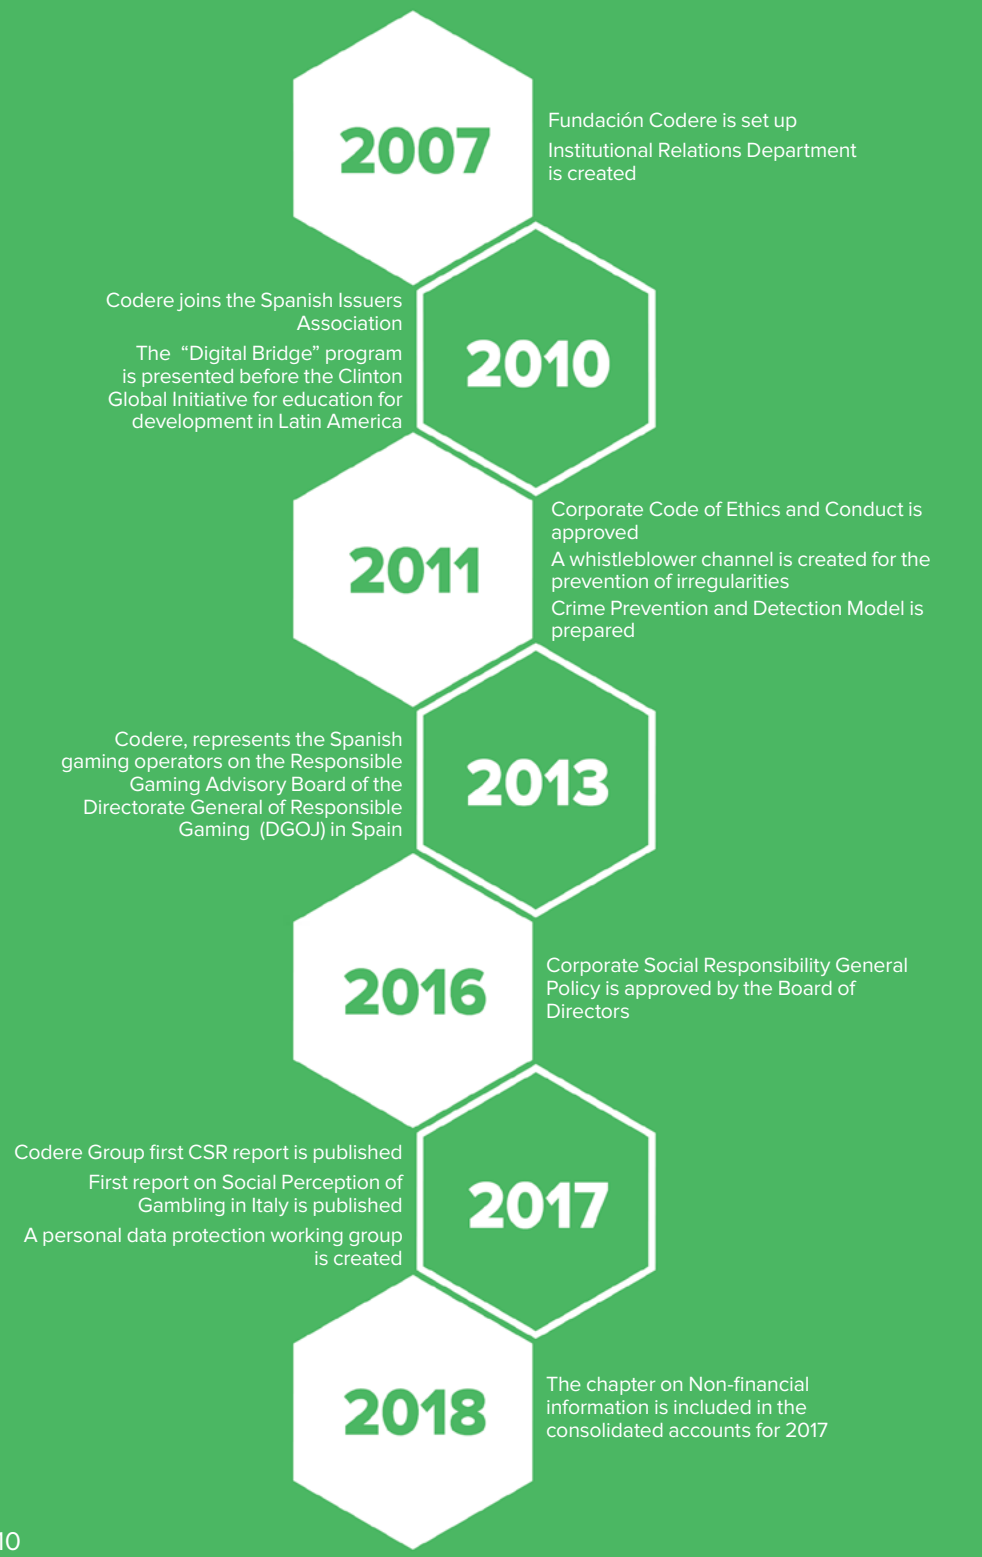 2007
Fundación Codere is set up
Institutional Relations Department
is created
Codere joins the Spanish Issuers
Association
The “Digital Bridge” program
is presented before the Clinton
Global Initiative for education for
development in Latin America
2010
2011
Corporate Code of Ethics and Conduct is
approved
A whistleblower channel is created for the
prevention of irregularities
Crime Prevention and Detection Model is
prepared
Codere, represents the Spanish
gaming operators on the Responsible
Gaming Advisory Board of the
Directorate General of Responsible
Gaming (DGOJ) in Spain
2013
2016
Corporate Social Responsibility General
Policy is approved by the Board of
Directors
Codere Group first CSR report is published
First report on Social Perception of
Gambling in Italy is published
A personal data protection working group
is created
2017
2018
The chapter on Non-financial
information is included in the
consolidated accounts for 2017
10